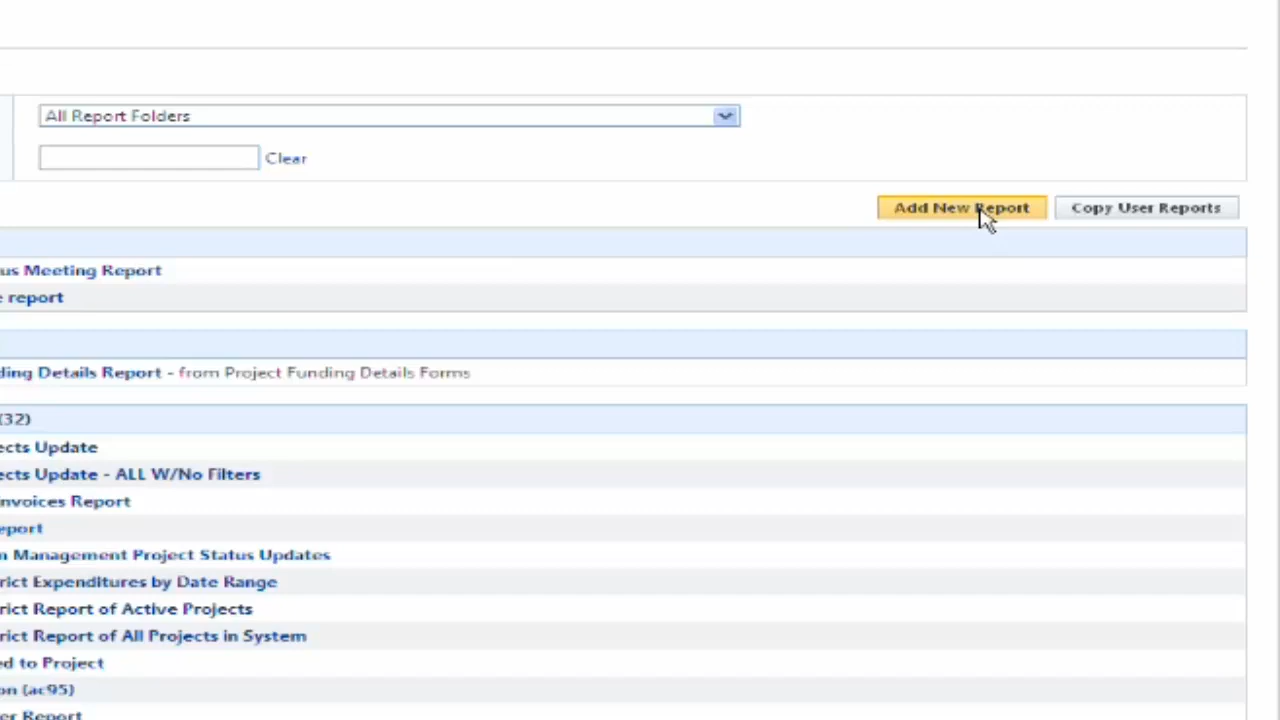 All Report Folders
Clear
Add New Report Copy User Reports
us Meeting Report
e report
ding Details Report - from Project Funding Details Forms
(32)
ects Update
ects Update - ALL W/No Filters
nvoices Report
eport
n Management Project Status Updates
rict Expenditures by Date Range
rict Report of Active Projects
rict Report of All Projects in System
ed to Project
on (ac95)
er Report